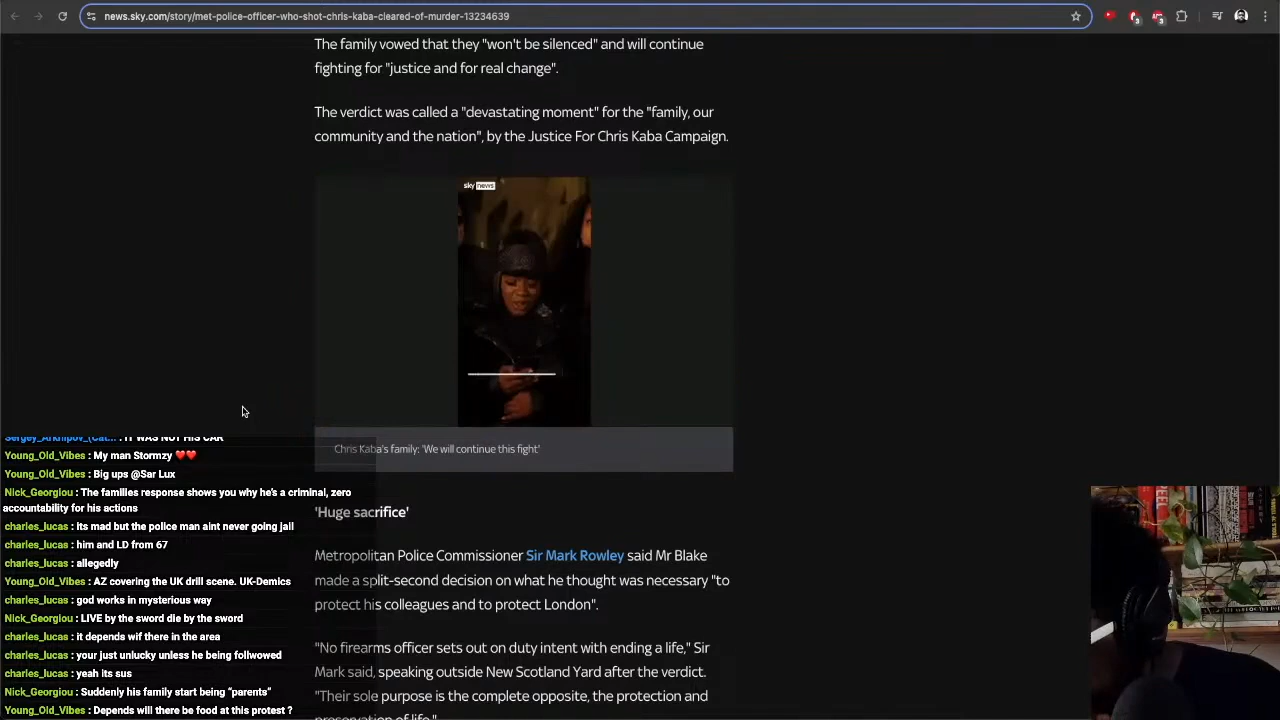 news.sky.com/story/met-police-officer-who-shot-chris-kaba-cleared-of-murder-13234639
The family vowed that they "won't be silenced" and will continue
fighting for "justice and for real change".
The verdict was called a "devastating moment" for the "family, our
community and the nation", by the Justice For Chris Kaba Campaign.
sky news
Chris Kaba's family: 'We will continue this fight'
'Huge sacrifice'
Metropolitan Police Commissioner Sir Mark Rowley said Mr Blake
made a split-second decision on what he thought was necessary "to
protect his colleagues and to protect London".
"No firearms officer sets out on duty intent with ending a life," Sir
Mark said, speaking outside New Scotland Yard after the verdict.
"Their sole purpose is the complete opposite, the protection and
preservation of life."
Sergey_Arkhipov_(Cat... : IT WAS NOT HIS CAR
Young_Old_Vibes : My man Stormzy ❤️❤️
Young_Old_Vibes : Big ups @Sar Lux
Nick_Georgiou : The families response shows you why he's a criminal, zero
accountability for his actions
charles_lucas : its mad but the police man aint never going jail
charles_lucas : him and LD from 67
charles_lucas : allegedly
Young_Old_Vibes : AZ covering the UK drill scene. UK-Demics
charles_lucas : god works in mysterious way
Nick_Georgiou : LIVE by the sword die by the sword
charles_lucas : it depends wif there in the area
charles_lucas : your just unlucky unless he being follwowed
charles_lucas : yeah its sus
Nick_Georgiou : Suddenly his family start being “parents”
Young_Old_Vibes : Depends will there be food at this protest ?